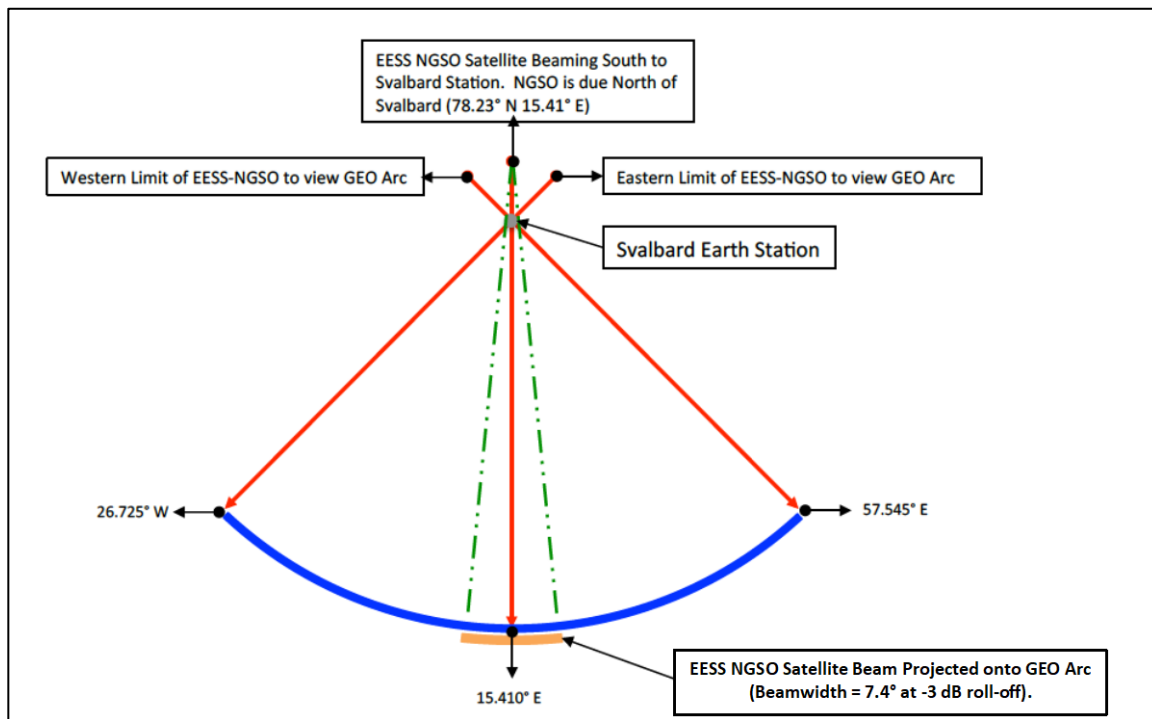 EESS NGSO Satellite Beaming South to
Svalbard Station.  NGSO is due North of
Svalbard (78.23° N 15.41° E)
Western Limit of EESS-NGSO to view GEO Arc
Eastern Limit of EESS-NGSO to view GEO Arc
Svalbard Earth Station
26.725° W
57.545° E
15.410° E
EESS NGSO Satellite Beam Projected onto GEO Arc
(Beamwidth = 7.4° at -3 dB roll-off).